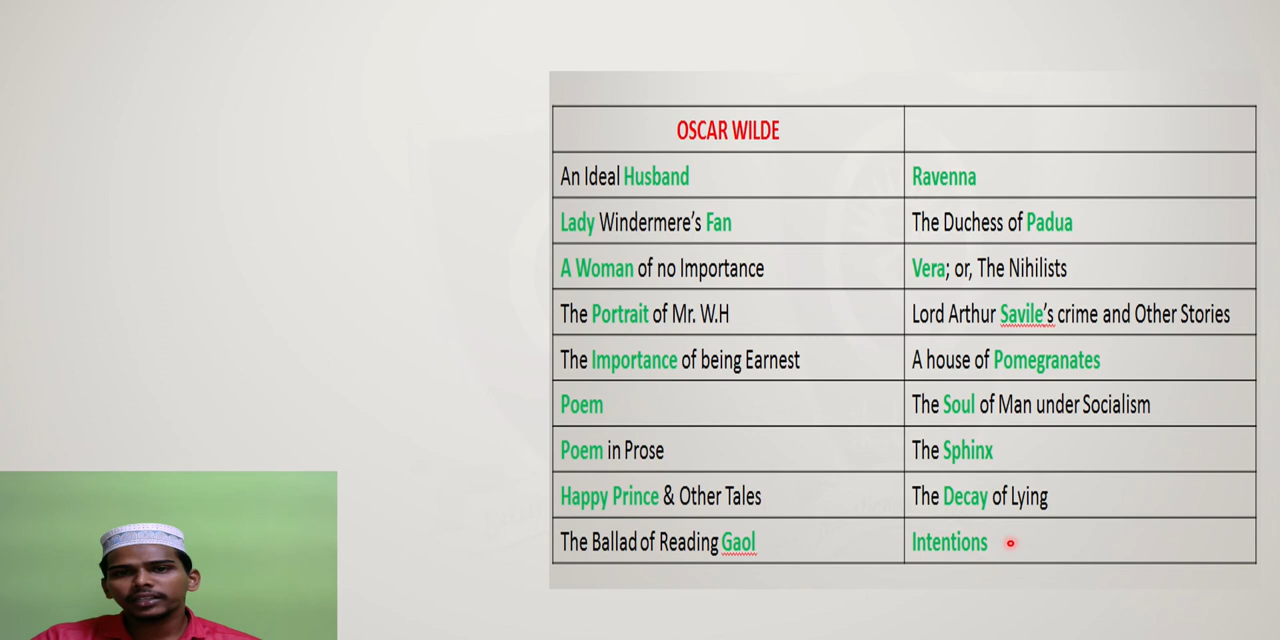 OSCAR WILDE
An Ideal Husband
Ravenna
Lady Windermere's Fan
The Duchess of Padua
A Woman of no Importance
Vera; or, The Nihilists
The Portrait of Mr. W.H
Lord Arthur Savile's crime and Other Stories
The Importance of being Earnest
A house of Pomegranates
Poem
The Soul of Man under Socialism
Poem in Prose
The Sphinx
Happy Prince & Other Tales
The Decay of Lying
The Ballad of Reading Gaol
Intentions